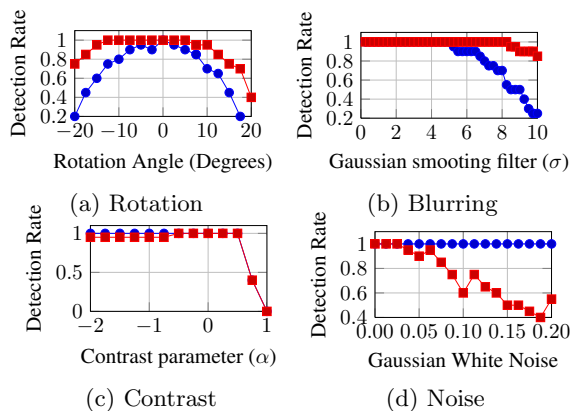 Detection Rate
1
0.8
0.6
0.4
0.2
−20 −10 0 10 20
Rotation Angle (Degrees)
(a) Rotation
Detection Rate
1
0.8
0.6
0.4
0.2
0 2 4 6 8 10
Gaussian smooting filter (σ)
(b) Blurring
Detection Rate
1
0.5
0
−2 −1 0 1
Contrast parameter (α)
(c) Contrast
Detection Rate
1
0.8
0.6
0.4
0.00 0.05 0.10 0.15 0.20
Gaussian White Noise
(d) Noise